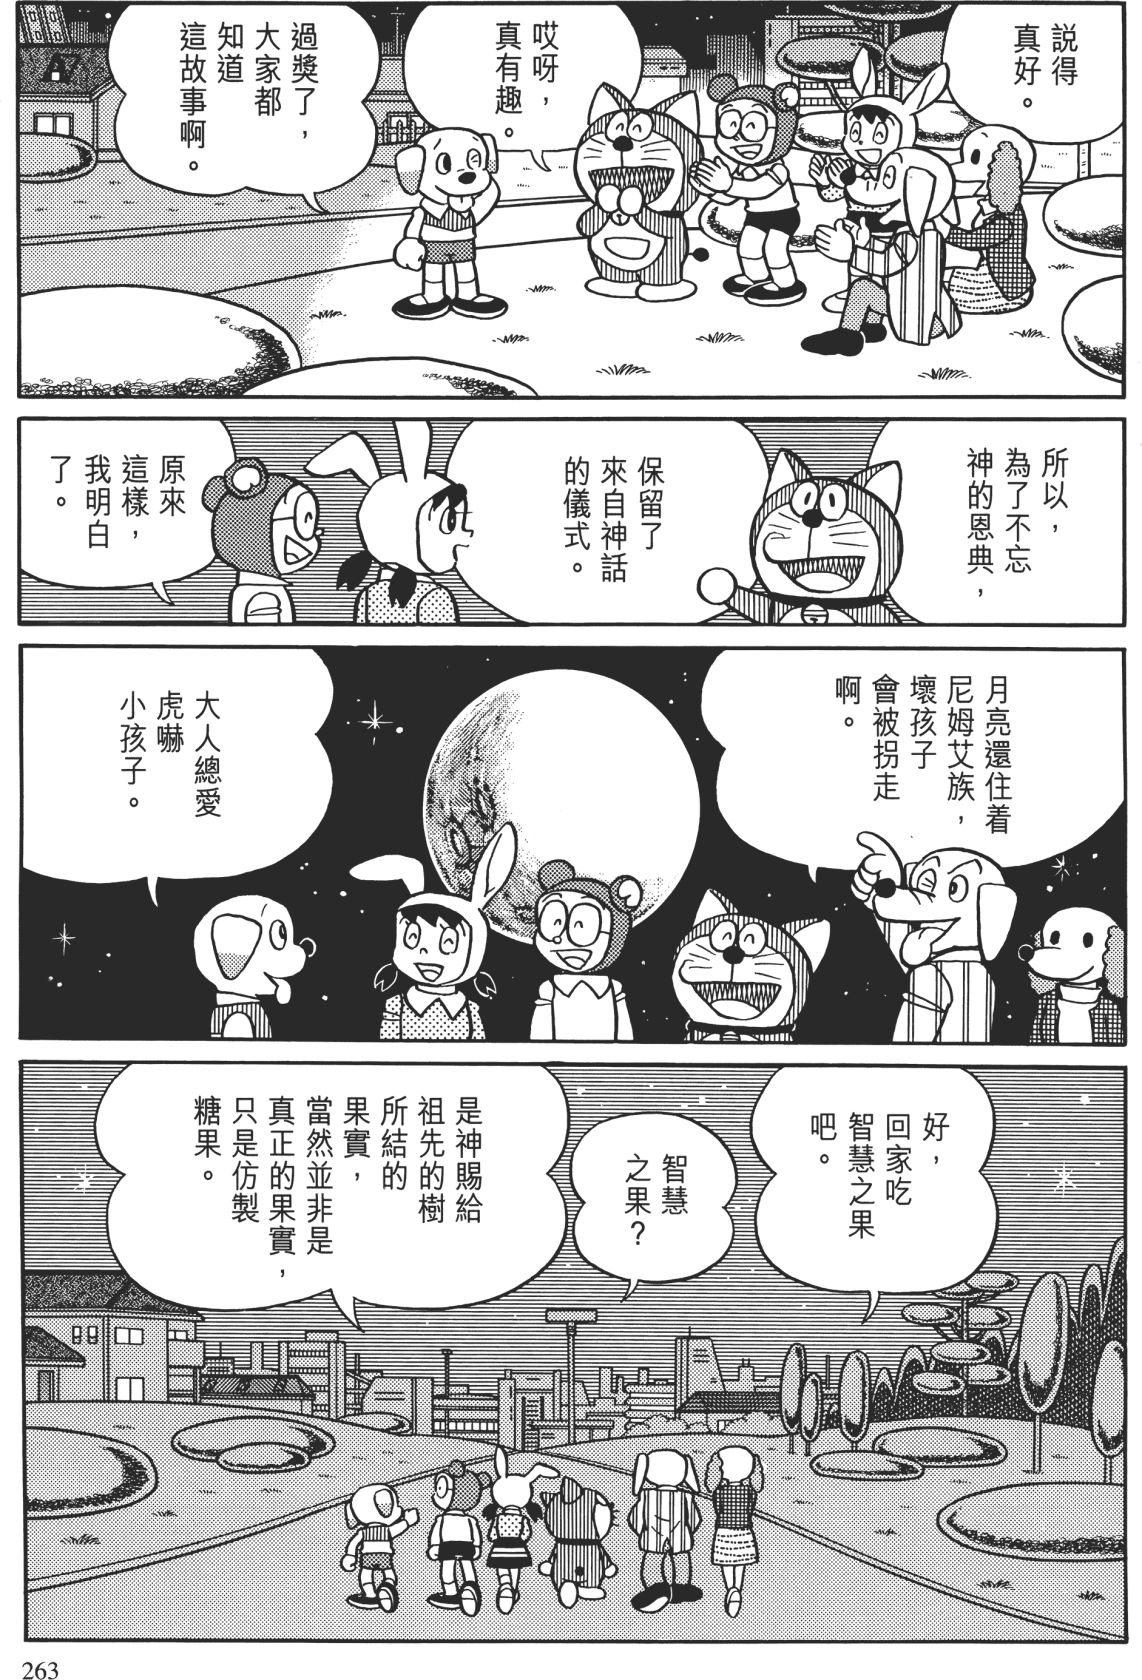 説得
真好。
哎呀，
真有趣。
過獎了，
大家都
知道
這故事啊。
所以，
為了不忘
神的恩典，
保留了
來自神話
的儀式。
原來
這樣，
我明白
了。
月亮還住着
尼姆艾族，
壞孩子
會被拐走
啊。
大人總愛
虎嚇
小孩子。
好，
回家吃
智慧之果
吧。
智慧
之果？
是神賜給
祖先的樹
所結的
果實，
當然並非是
真正的果實，
只是仿製
糖果。
263